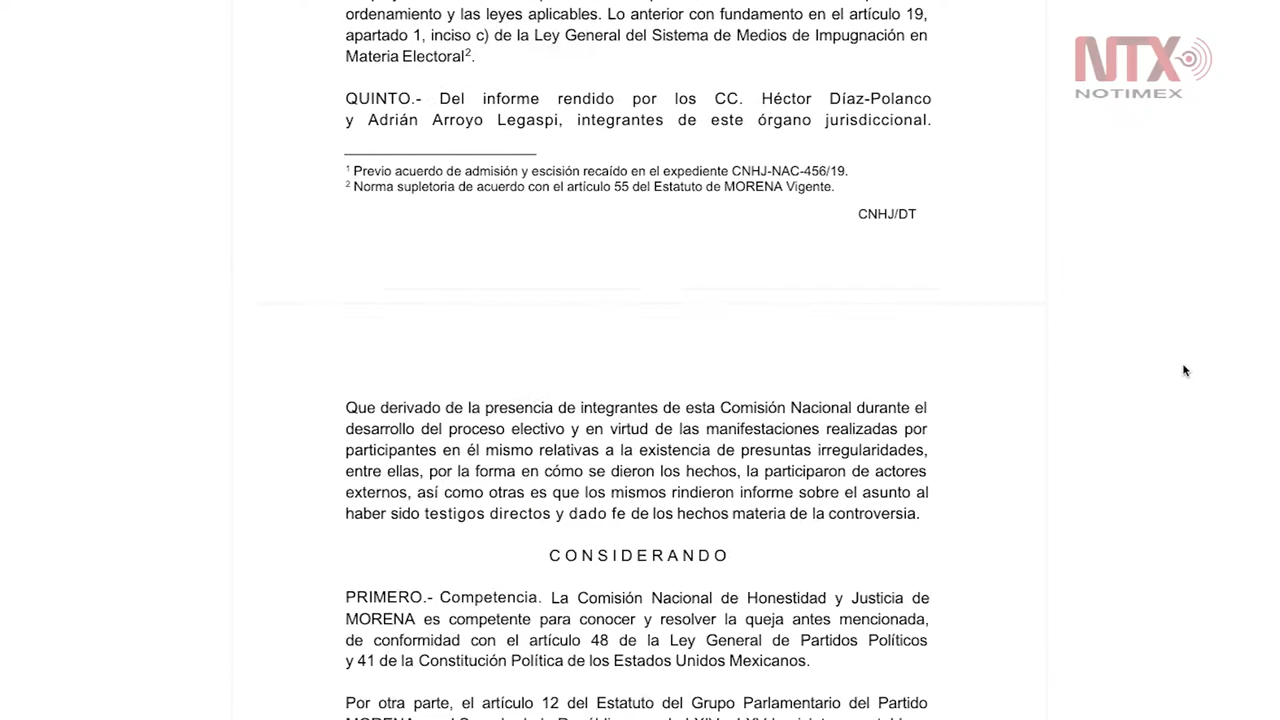 ordenamiento y las leyes aplicables. Lo anterior con fundamento en el artículo 19,
apartado 1, inciso c) de la Ley General del Sistema de Medios de Impugnación en
Materia Electoral².
NTX
NOTIMEX
QUINTO.- Del informe rendido por los CC. Héctor Díaz-Polanco
y Adrián Arroyo Legaspi, integrantes de este órgano jurisdiccional.
¹ Previo acuerdo de admisión y escisión recaído en el expediente CNHJ-NAC-456/19.
² Norma supletoria de acuerdo con el artículo 55 del Estatuto de MORENA Vigente.
CNHJ/DT
Que derivado de la presencia de integrantes de esta Comisión Nacional durante el
desarrollo del proceso electivo y en virtud de las manifestaciones realizadas por
participantes en él mismo relativas a la existencia de presuntas irregularidades,
entre ellas, por la forma en cómo se dieron los hechos, la participaron de actores
externos, así como otras es que los mismos rindieron informe sobre el asunto al
haber sido testigos directos y dado fe de los hechos materia de la controversia.
C O N S I D E R A N D O
PRIMERO.- Competencia. La Comisión Nacional de Honestidad y Justicia de
MORENA es competente para conocer y resolver la queja antes mencionada,
de conformidad con el artículo 48 de la Ley General de Partidos Políticos
y 41 de la Constitución Política de los Estados Unidos Mexicanos.
Por otra parte, el artículo 12 del Estatuto del Grupo Parlamentario del Partido